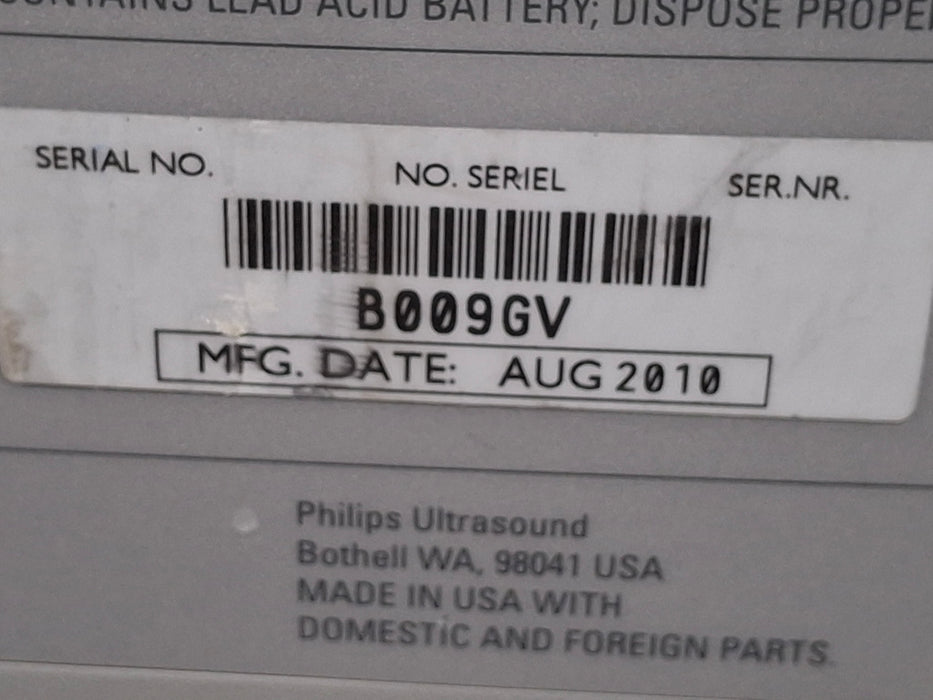 CONTAINS LEAD ACID BATTERY; DISPOSE
SERIAL NO. NO. SERIEL SER.NR.
B009GV
MFG. DATE: AUG 2010
Philips Ultrasound
Bothell WA, 98041 USA
MADE IN USA WITH
DOMESTIC AND FOREIGN PARTS.